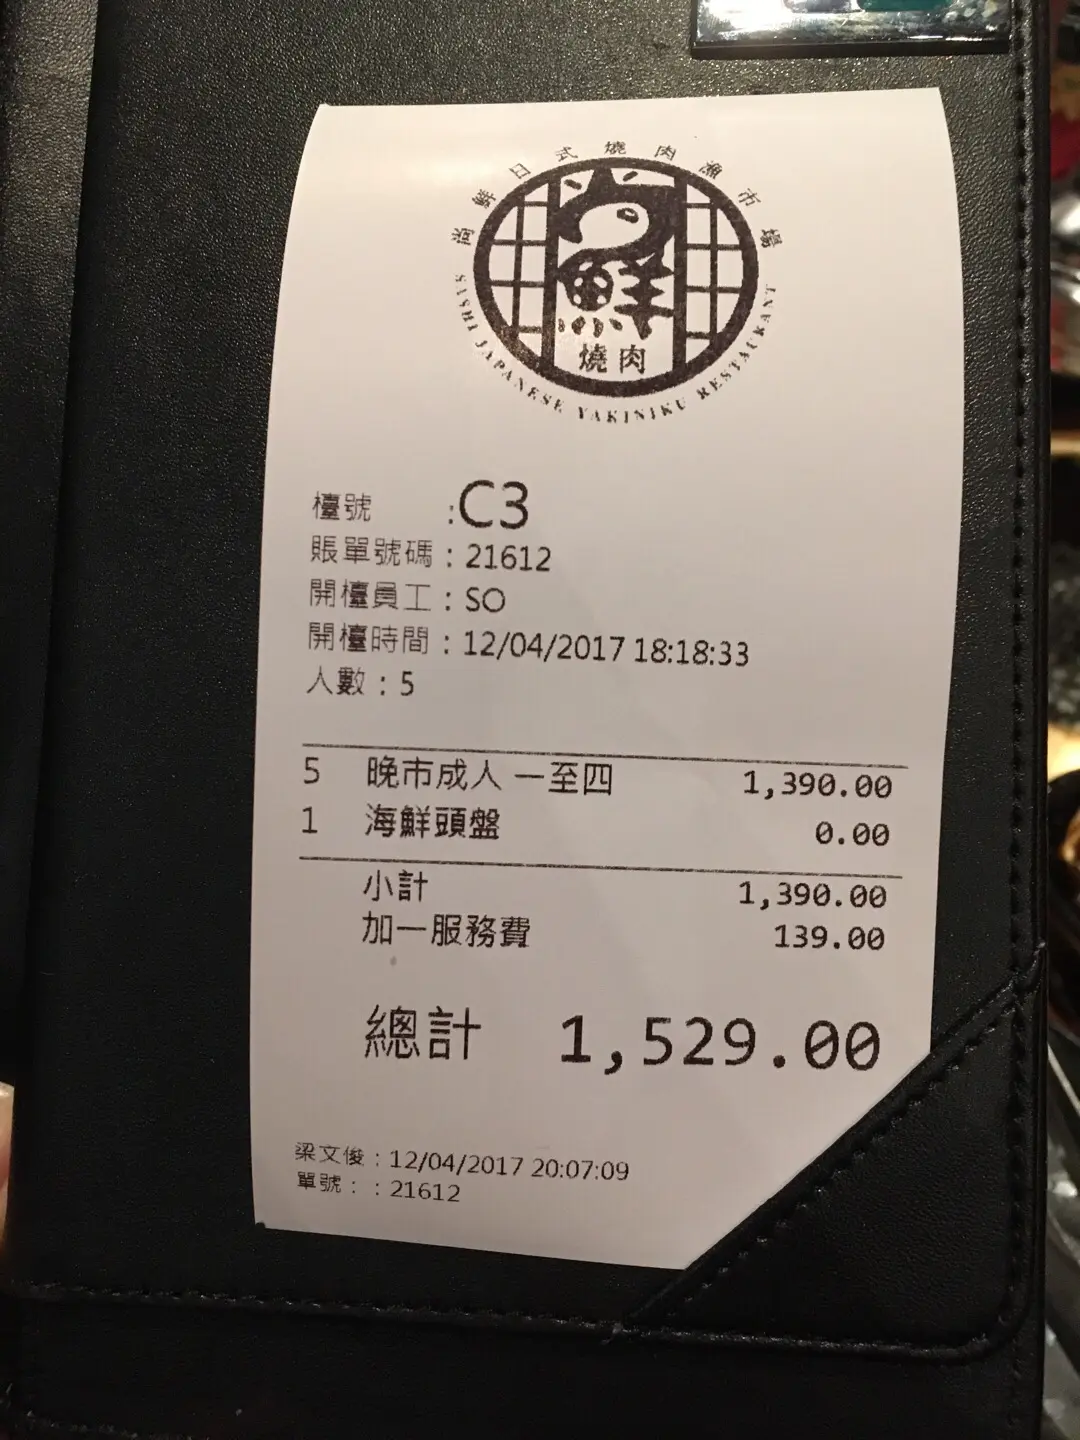 尚鮮日式燒肉漁市場
尚鮮
燒肉
SASHI JAPANESE YAKINIKU RESTAURANT
檯號 :C3
賬單號碼 : 21612
開檯員工 : SO
開檯時間 : 12/04/2017 18:18:33
人數 : 5
5 晚市成人 一至四 1,390.00
1 海鮮頭盤 0.00
小計 1,390.00
加一服務費 139.00
總計 1,529.00
梁文俊 : 12/04/2017 20:07:09
單號 : : 21612